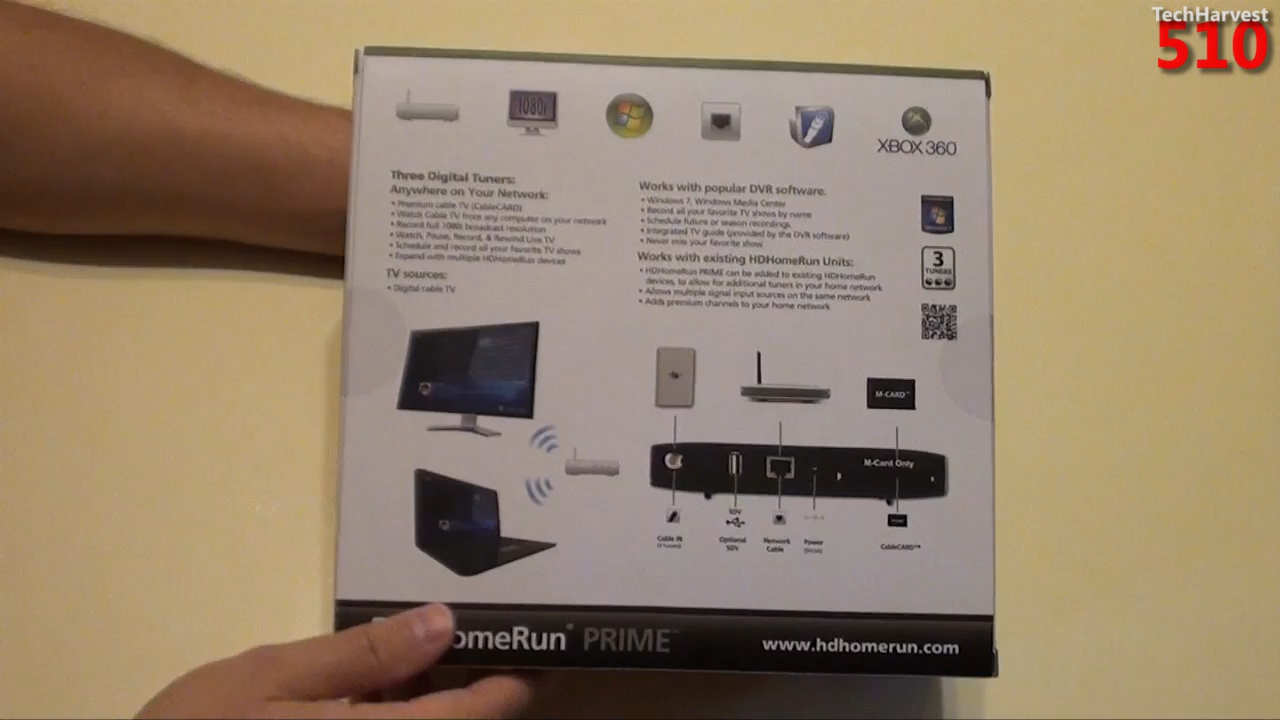 TechHarvest
510
1080i
XBOX 360
Three Digital Tuners:
Anywhere on Your Network:
• Premium cable TV (CableCARD)
• Watch Cable TV from any computer on your network
• Record full 1080i broadcast resolution
• Watch, Pause, Record, & Rewind Live TV
• Schedule and record all your favorite TV shows
• Expand with multiple HDHomeRun devices
TV sources:
• Digital cable TV
Works with popular DVR software:
• Windows 7, Windows Media Center
• Record all your favorite TV shows by name
• Schedule future or season recordings
• Integrated TV guide (provided by the DVR software)
• Never miss your favorite show
Works with existing HDHomeRun Units:
• HDHomeRun PRIME can be added to existing HDHomeRun
devices, to allow for additional tuners in your home network
• Allows multiple signal input sources on the same network
• Adds premium channels to your home network
3
TUNERS
M-CARD™
M-Card Only
SDV
Cable IN
Optional
SDV
Network
Cable
Power
CableCARD™
omeRun® PRIME™
www.hdhomerun.com